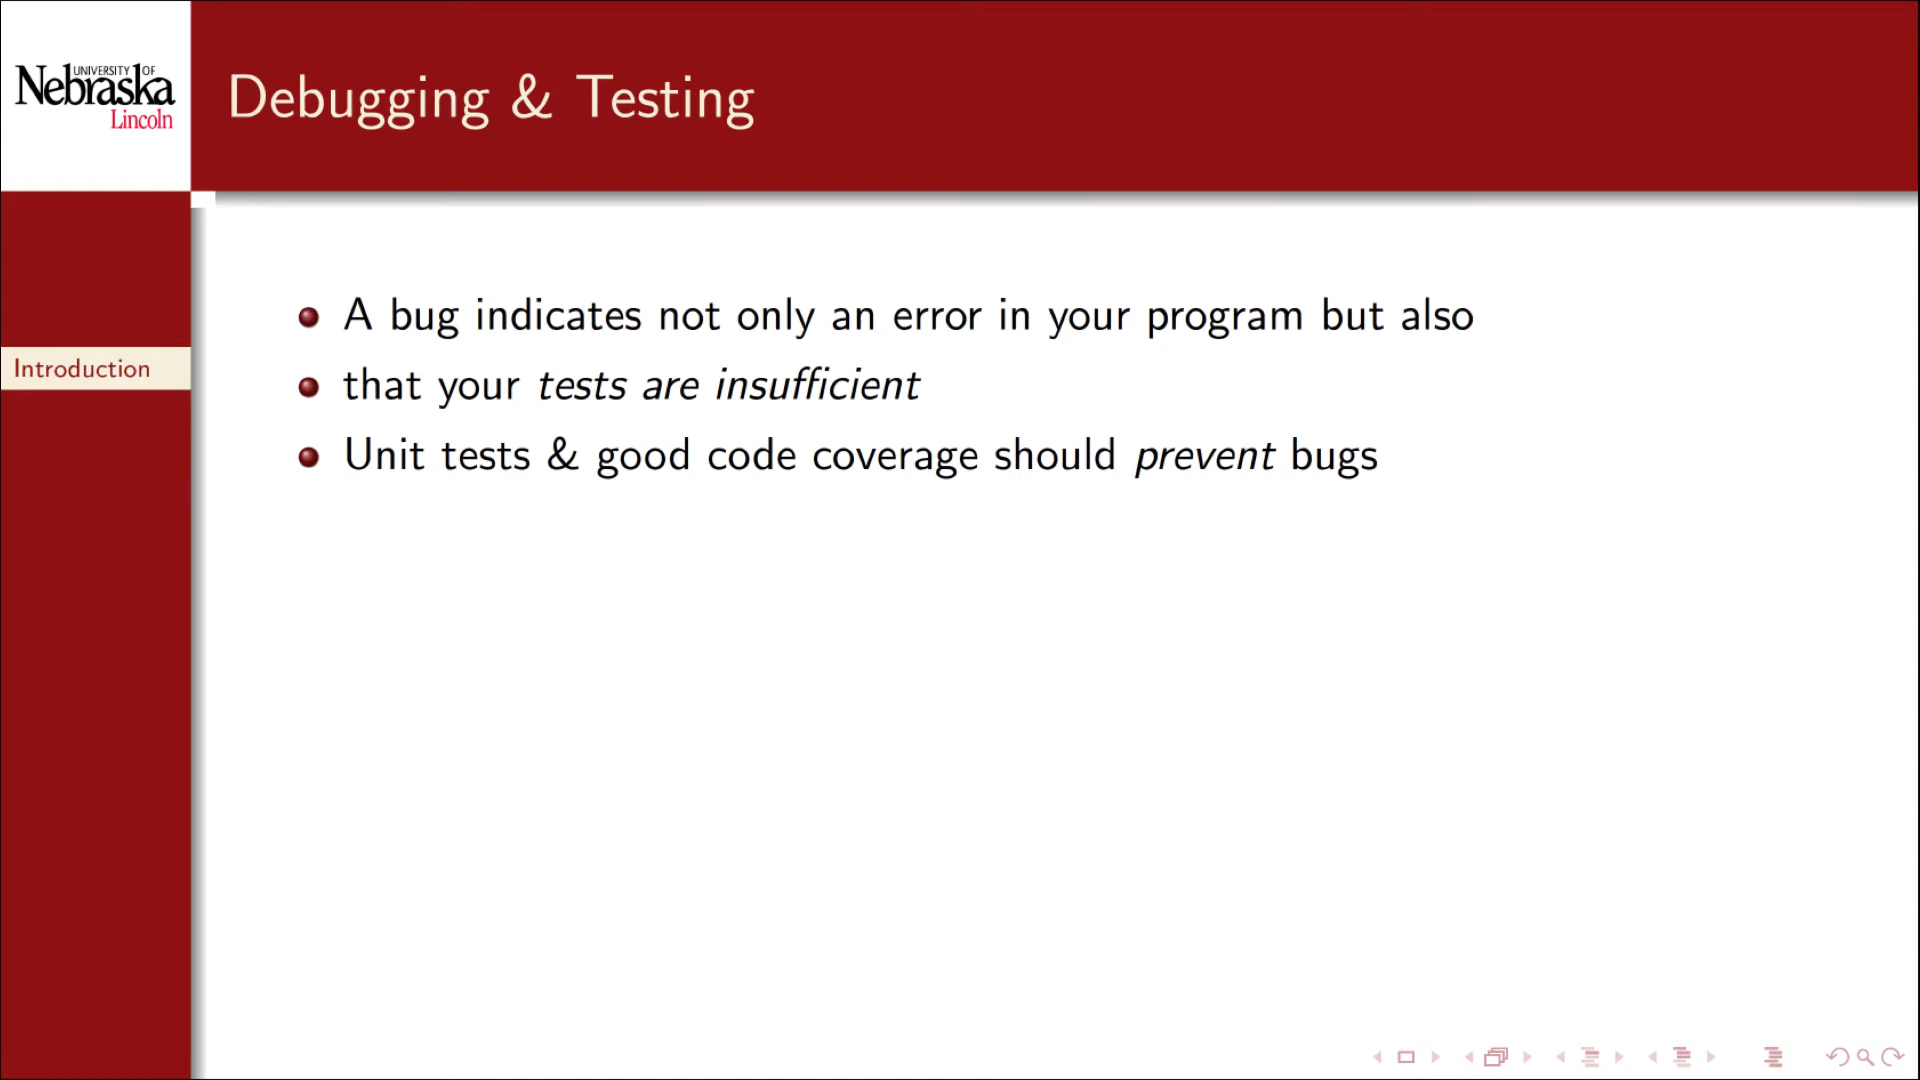 UNIVERSITY OF
Nebraska
Lincoln
Debugging & Testing
Introduction
A bug indicates not only an error in your program but also
that your tests are insufficient
Unit tests & good code coverage should prevent bugs